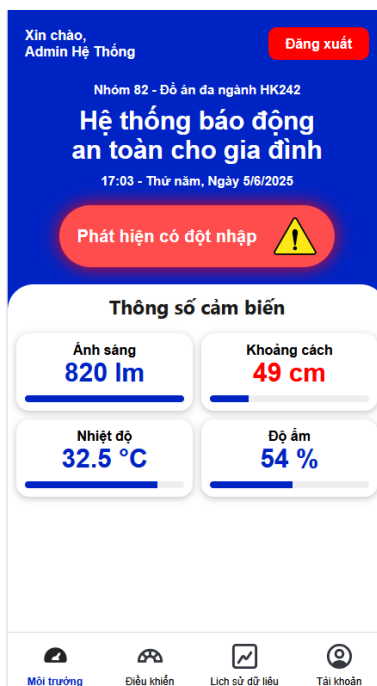 Xin chào,
Admin Hệ Thống
Đăng xuất
Nhóm 82 - Đồ án đa ngành HK242
Hệ thống báo động
an toàn cho gia đình
17:03 - Thứ năm, Ngày 5/6/2025
Phát hiện có đột nhập
Thông số cảm biến
Ánh sáng
820 lm
Khoảng cách
49 cm
Nhiệt độ
32.5 °C
Độ ẩm
54 %
Môi trường
Điều khiển
Lịch sử dữ liệu
Tài khoản